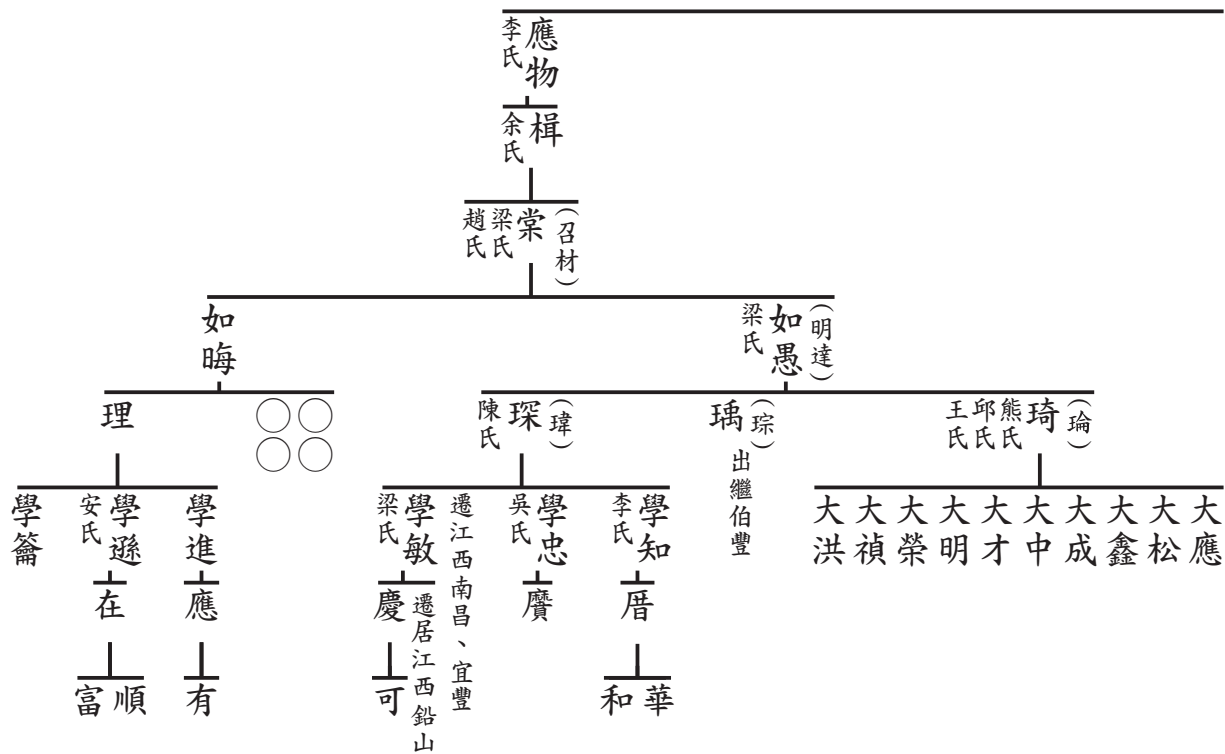 應物
李氏
楫
余氏
(召材)
棠
梁氏
趙氏
(明達)
如愚
梁氏
如晦
(埨)
琦
熊氏
邱氏
王氏
(琮)
瑀
出繼伯豐
(瑋)
琛
陳氏
理
大應
大松
大鑫
大成
大中
大才
大明
大榮
大禎
大洪
學知
李氏
學忠
吳氏
遷江西南昌、宜豐
學敏
梁氏
學進
學遜
安氏
學籥
厝
賡
遷居江西鉛山
慶
應
在
華
和
可
有
順
富